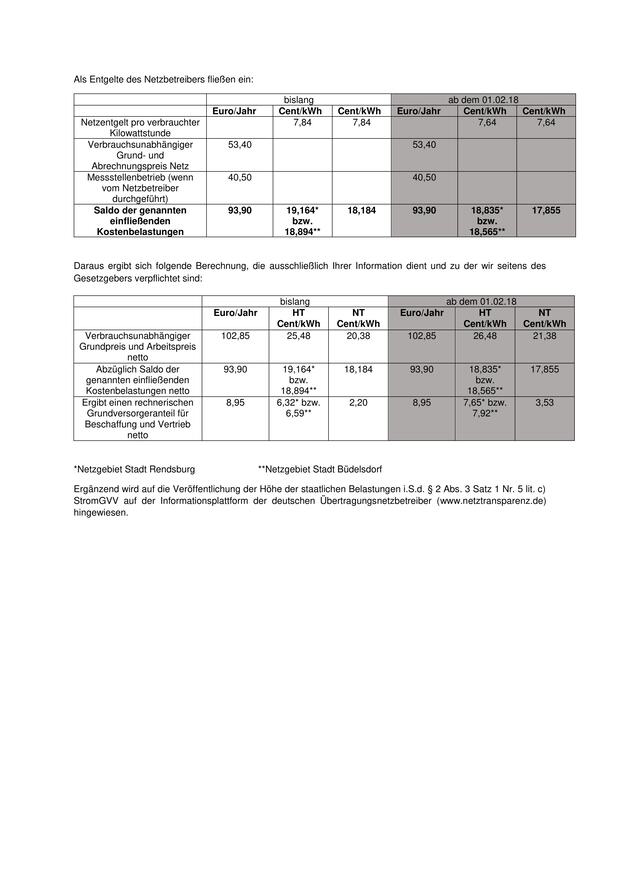 Als Entgelte des Netzbetreibers fließen ein:
bislang ab dem 01.02.18
Euro/Jahr Cent/kWh Cent/kWh Euro/Jahr Cent/kWh Cent/kWh
Netzentgelt pro verbrauchter 7,84 7,84 7,64 7,64
Kilowattstunde
Verbrauchsunabhängiger 53,40 53,40
Grund- und
Abrechnungspreis Netz
Messstellenbetrieb (wenn 40,50 40,50
vom Netzbetreiber
durchgeführt)
Saldo der genannten 93,90 19,164* 18,184 93,90 18,835* 17,855
einfließenden bzw. bzw.
Kostenbelastungen 18,894** 18,565**
Daraus ergibt sich folgende Berechnung, die ausschließlich Ihrer Information dient und zu der wir seitens des
Gesetzgebers verpflichtet sind:
bislang ab dem 01.02.18
Euro/Jahr HT NT Euro/Jahr HT NT
Cent/kWh Cent/kWh Cent/kWh Cent/kWh
Verbrauchsunabhängiger 102,85 25,48 20,38 102,85 26,48 21,38
Grundpreis und Arbeitspreis
netto
Abzüglich Saldo der 93,90 19,164* 18,184 93,90 18,835* 17,855
genannten einfließenden bzw. bzw.
Kostenbelastungen netto 18,894** 18,565**
Ergibt einen rechnerischen 8,95 6,32* bzw. 2,20 8,95 7,65* bzw. 3,53
Grundversorgeranteil für 6,59** 7,92**
Beschaffung und Vertrieb
netto
*Netzgebiet Stadt Rendsburg **Netzgebiet Stadt Büdelsdorf
Ergänzend wird auf die Veröffentlichung der Höhe der staatlichen Belastungen i.S.d. § 2 Abs. 3 Satz 1 Nr. 5 lit. c)
StromGVV auf der Informationsplattform der deutschen Übertragungsnetzbetreiber (www.netztransparenz.de)
hingewiesen.